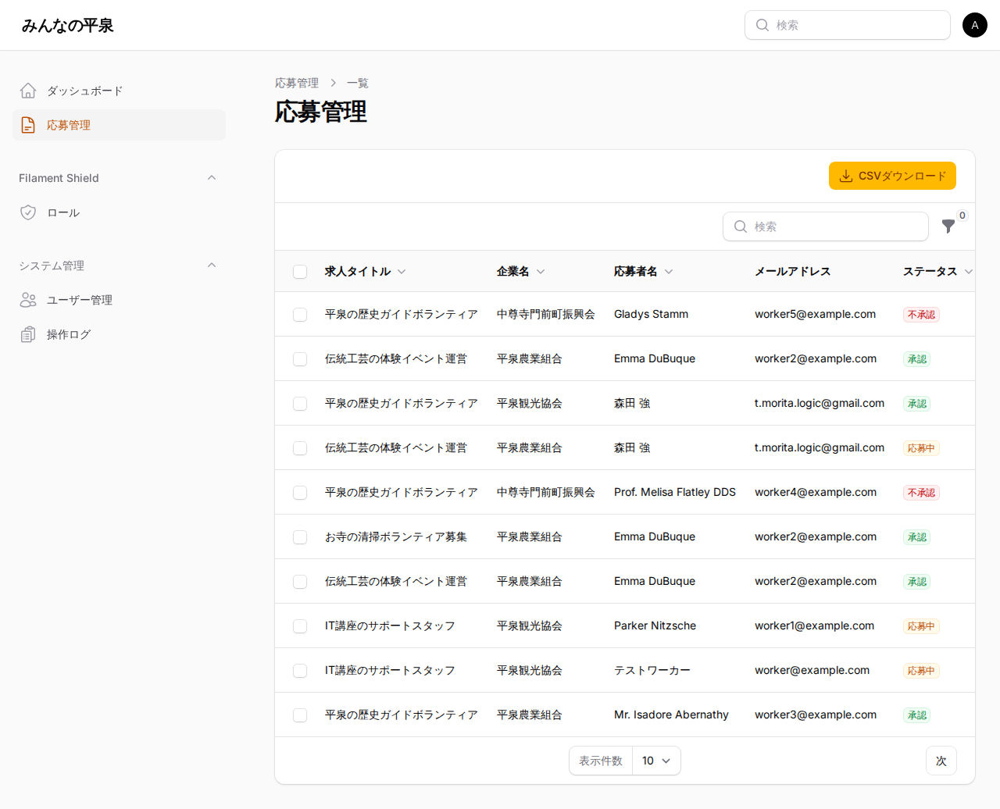 みんなの平泉
検索
A
ダッシュボード
応募管理
Filament Shield
ロール
システム管理
ユーザー管理
操作ログ
応募管理 一覧
応募管理
CSVダウンロード
検索
0
求人タイトル 企業名 応募者名 メールアドレス ステータス
平泉の歴史ガイドボランティア 中尊寺門前町振興会 Gladys Stamm worker5@example.com 不承認
伝統工芸の体験イベント運営 平泉農業組合 Emma DuBuque worker2@example.com 承認
平泉の歴史ガイドボランティア 平泉観光協会 森田 強 t.morita.logic@gmail.com 承認
伝統工芸の体験イベント運営 平泉農業組合 森田 強 t.morita.logic@gmail.com 応募中
平泉の歴史ガイドボランティア 中尊寺門前町振興会 Prof. Melisa Flatley DDS worker4@example.com 不承認
お寺の清掃ボランティア募集 平泉農業組合 Emma DuBuque worker2@example.com 承認
伝統工芸の体験イベント運営 平泉農業組合 Emma DuBuque worker2@example.com 承認
IT講座のサポートスタッフ 平泉観光協会 Parker Nitzsche worker1@example.com 応募中
IT講座のサポートスタッフ 平泉観光協会 テストワーカー worker@example.com 応募中
平泉の歴史ガイドボランティア 平泉農業組合 Mr. Isadore Abernathy worker3@example.com 承認
表示件数 10
次